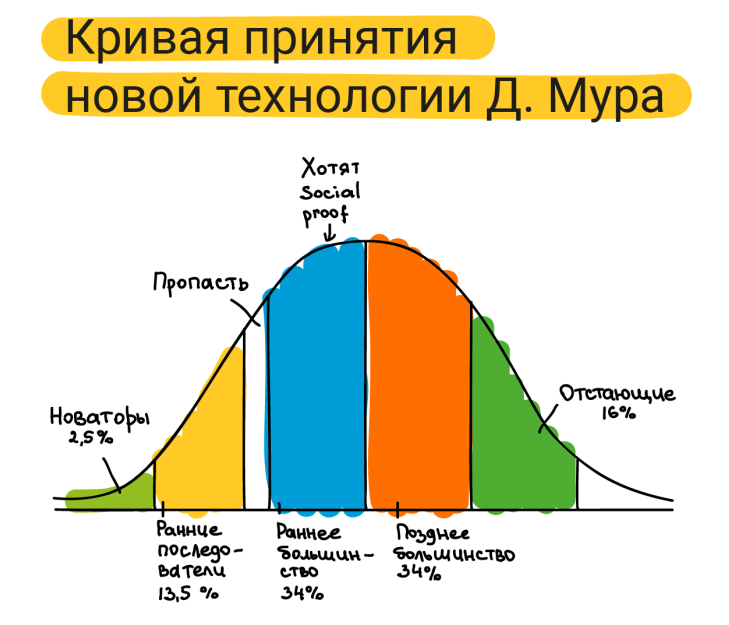 Кривая принятия
новой технологии Д. Мура
Хотят
social
proof
Пропасть
Новаторы
2,5%
Отстающие
16%
Ранние
последо-
ватели
13,5 %
Раннее
большин-
ство
34%
Позднее
большинство
34%